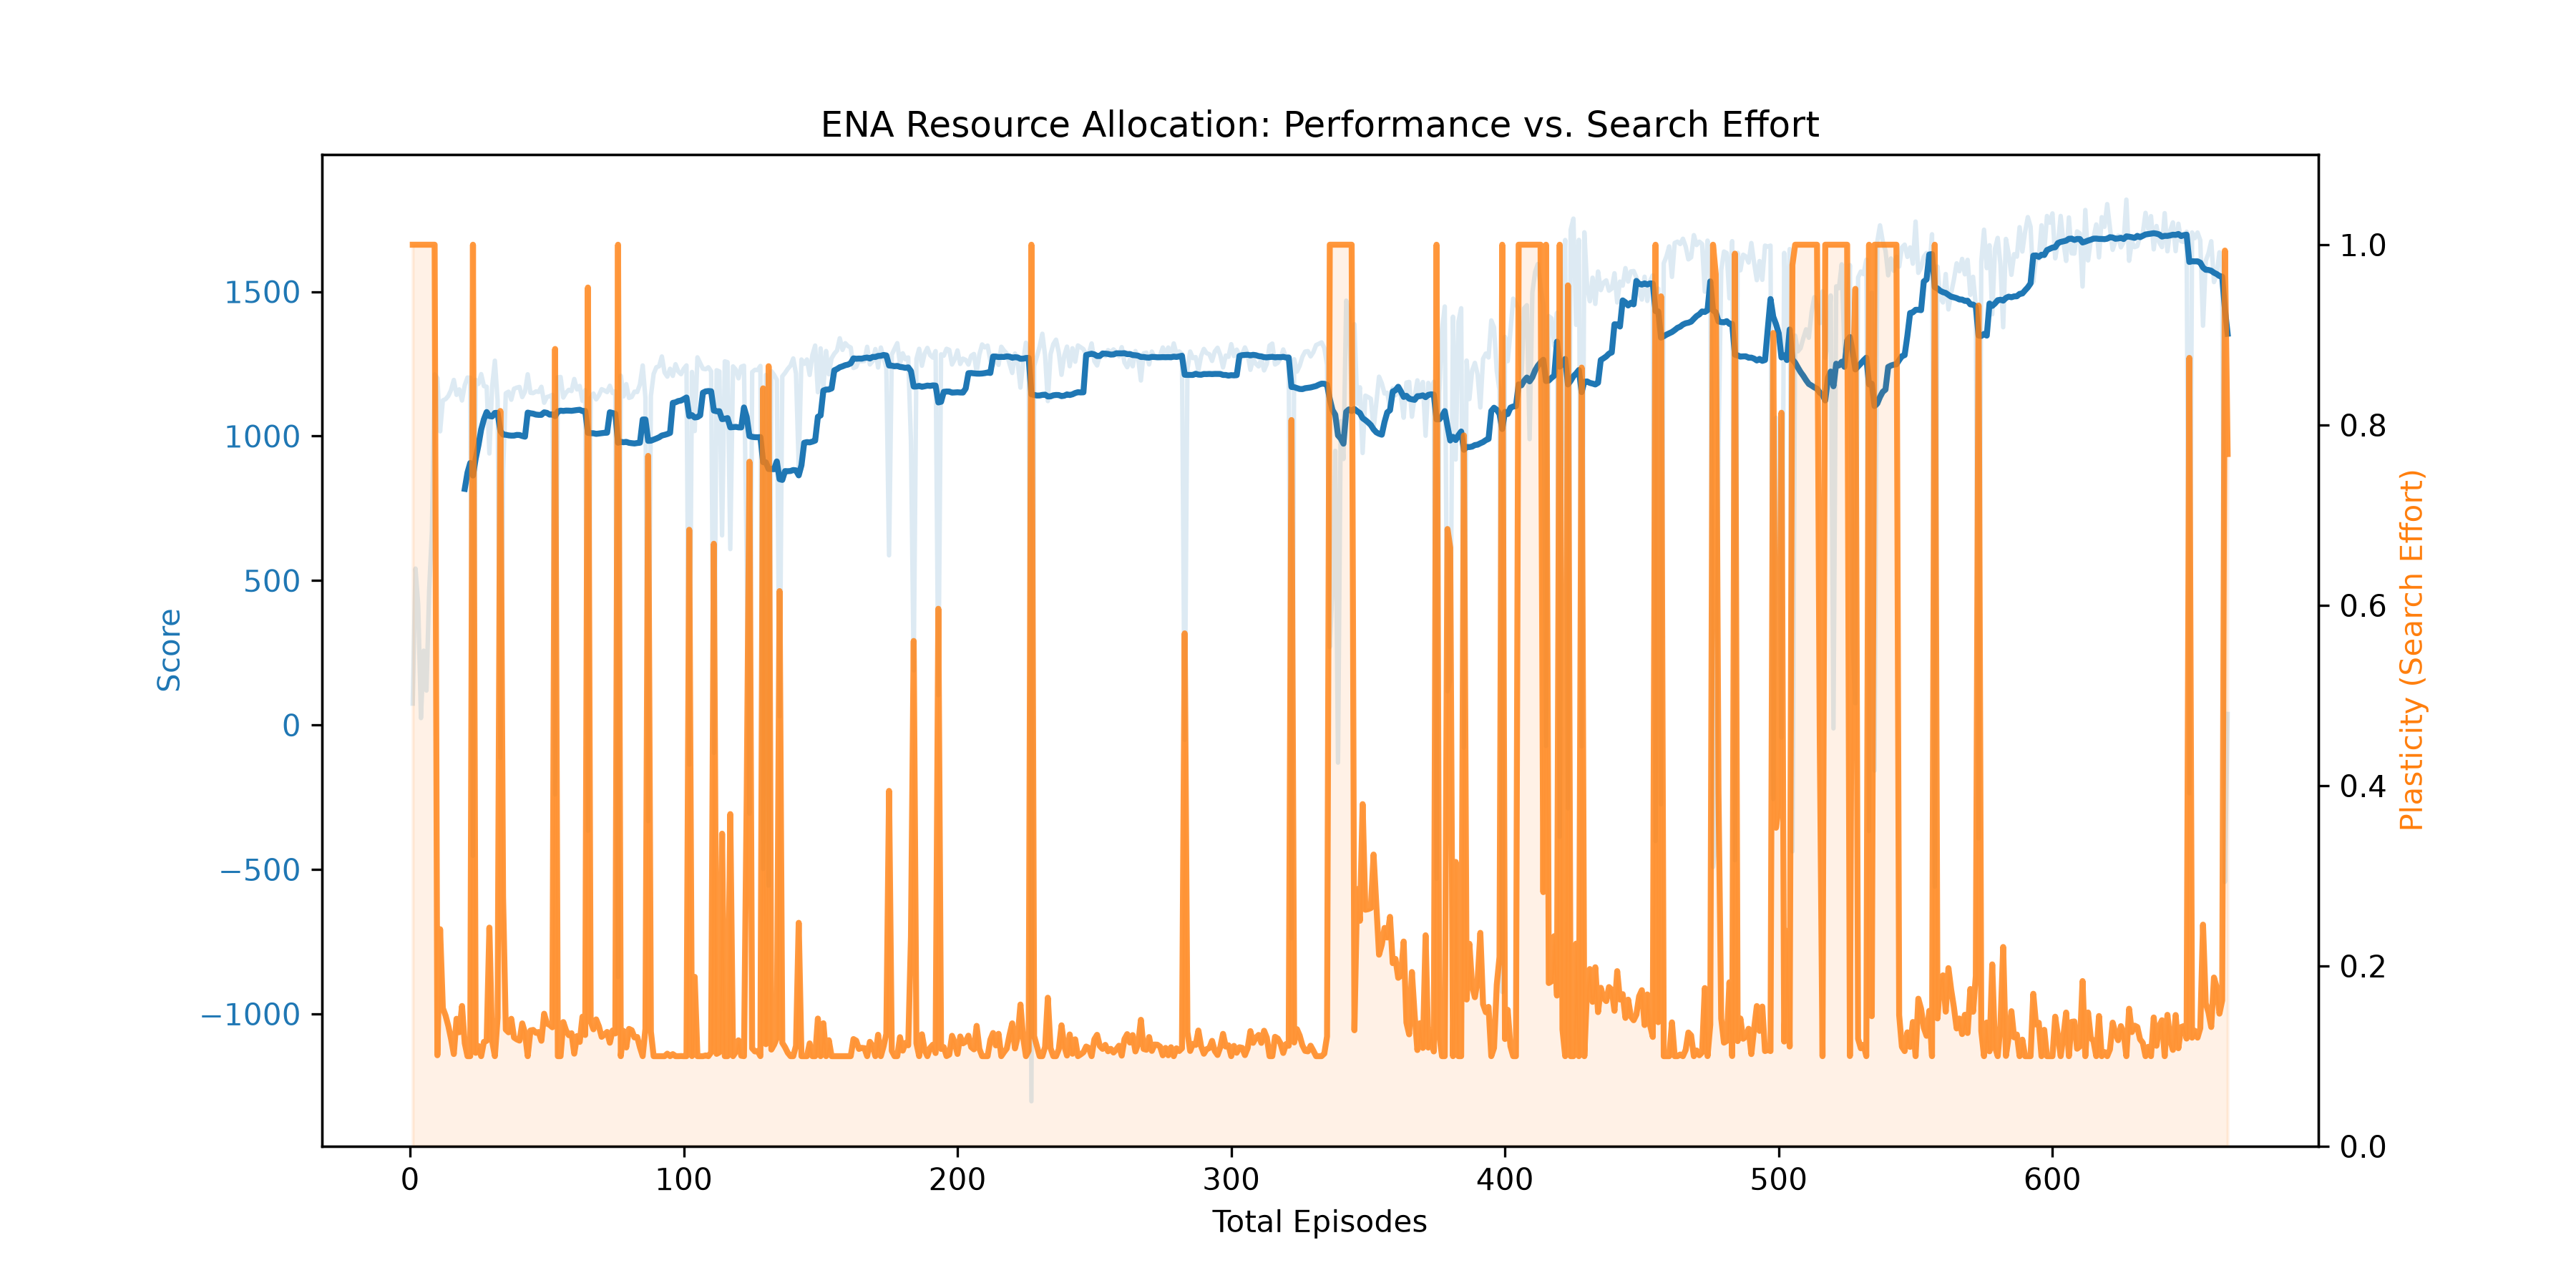 ENA Resource Allocation: Performance vs. Search Effort
Score
1500
1000
500
0
−500
−1000
1.0
0.8
0.6
0.4
0.2
0.0
Plasticity (Search Effort)
0 100 200 300 400 500 600
Total Episodes